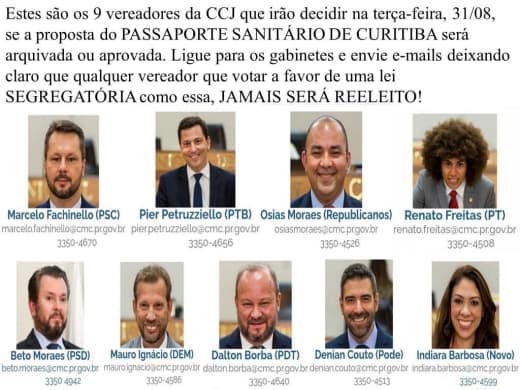 Estes são os 9 vereadores da CCJ que irão decidir na terça-feira, 31/08,
se a proposta do PASSAPORTE SANITÁRIO DE CURITIBA será
arquivada ou aprovada. Ligue para os gabinetes e envie e-mails deixando
claro que qualquer vereador que votar a favor de uma lei
SEGREGATÓRIA como essa, JAMAIS SERÁ REELEITO!
Marcelo Fachinello (PSC)
marcelo.fachinello@cmc.pr.gov.br
3350-4670
Pier Petruzziello (PTB)
pier.petruzziello@cmc.pr.gov.br
3350-4656
Osias Moraes (Republicanos)
osiasmoraes@cmc.pr.gov.br
3350-4526
Renato Freitas (PT)
renato.freitas@cmc.pr.gov.br
3350-4508
Beto Moraes (PSD)
beto.moraes@cmc.pr.gov.br
3350 4942
Mauro Ignácio (DEM)
mauro.ignacio@cmc.pr.gov.br
3350-4586
Dalton Borba (PDT)
dalton.borba@cmc.pr.gov.br
3350-4640
Denian Couto (Pode)
denian.couto@cmc.pr.gov.br
3350-4513
Indiara Barbosa (Novo)
indiara.barbosa@cmc.pr.gov.br
3350-4599